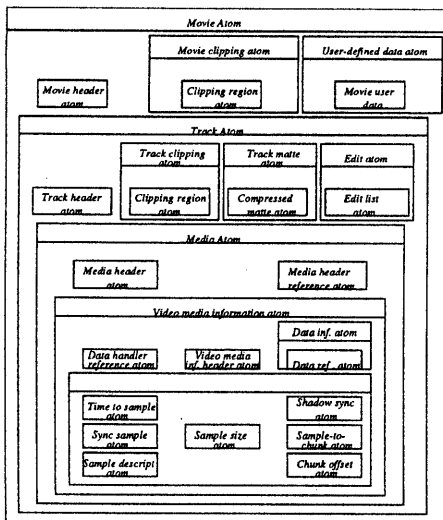 Movie Atom
Movie clipping atom
User-defined data atom
Movie header
atom
Clipping region
atom
Movie user
data
Track Atom
Track clipping
atom
Track matte
atom
Edit atom
Track header
atom
Clipping region
atom
Compressed
matte atom
Edit list
atom
Media Atom
Media header
atom
Media header
reference atom
Video media information atom
Data inf. atom
Data handler
reference atom
Video media
inf. header atom
Data ref. atom
Time to sample
atom
Shadow sync
atom
Sync sample
atom
Sample size
atom
Sample-to-
chunk atom
Sample descript
atom
Chunk offset
atom